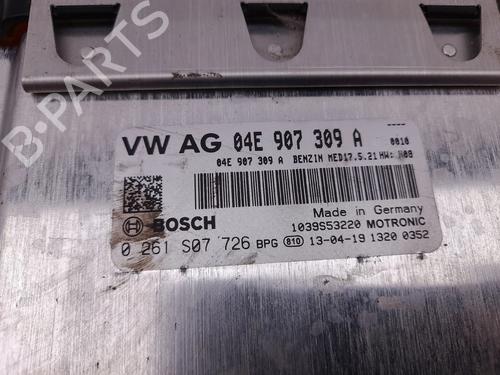 VW AG 04E 907 309 A 0010
04E 907 309 A BENZIN MED17.5.21 HW: H08
BOSCH
Made in Germany
1039S53220 MOTRONIC
0 261 S07 726 BPG 810 13-04-19 1320 0352
B-PARTS